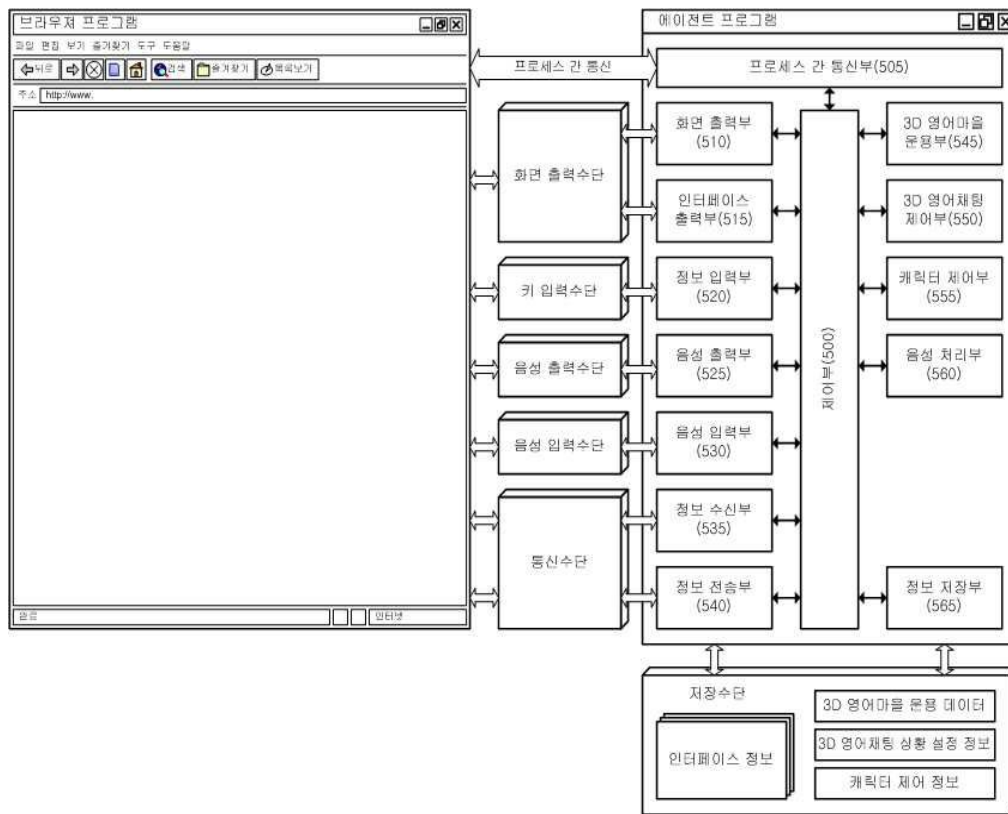 브라우져 프로그램
파일 편집 보기 즐겨찾기 도구 도움말
뒤로
검색
즐겨찾기
목록보기
주소 http://www.
완료
인터넷
프로세스 간 통신
화면 출력수단
키 입력수단
음성 출력수단
음성 입력수단
통신수단
에이전트 프로그램
프로세스 간 통신부(505)
화면 출력부
(510)
인터페이스
출력부(515)
정보 입력부
(520)
음성 출력부
(525)
음성 입력부
(530)
정보 수신부
(535)
정보 전송부
(540)
제어부(500)
3D 영어마을
운용부(545)
3D 영어채팅
제어부(550)
캐릭터 제어부
(555)
음성 처리부
(560)
정보 저장부
(565)
저장수단
인터페이스 정보
3D 영어마을 운용 데이터
3D 영어채팅 상황 설정 정보
캐릭터 제어 정보